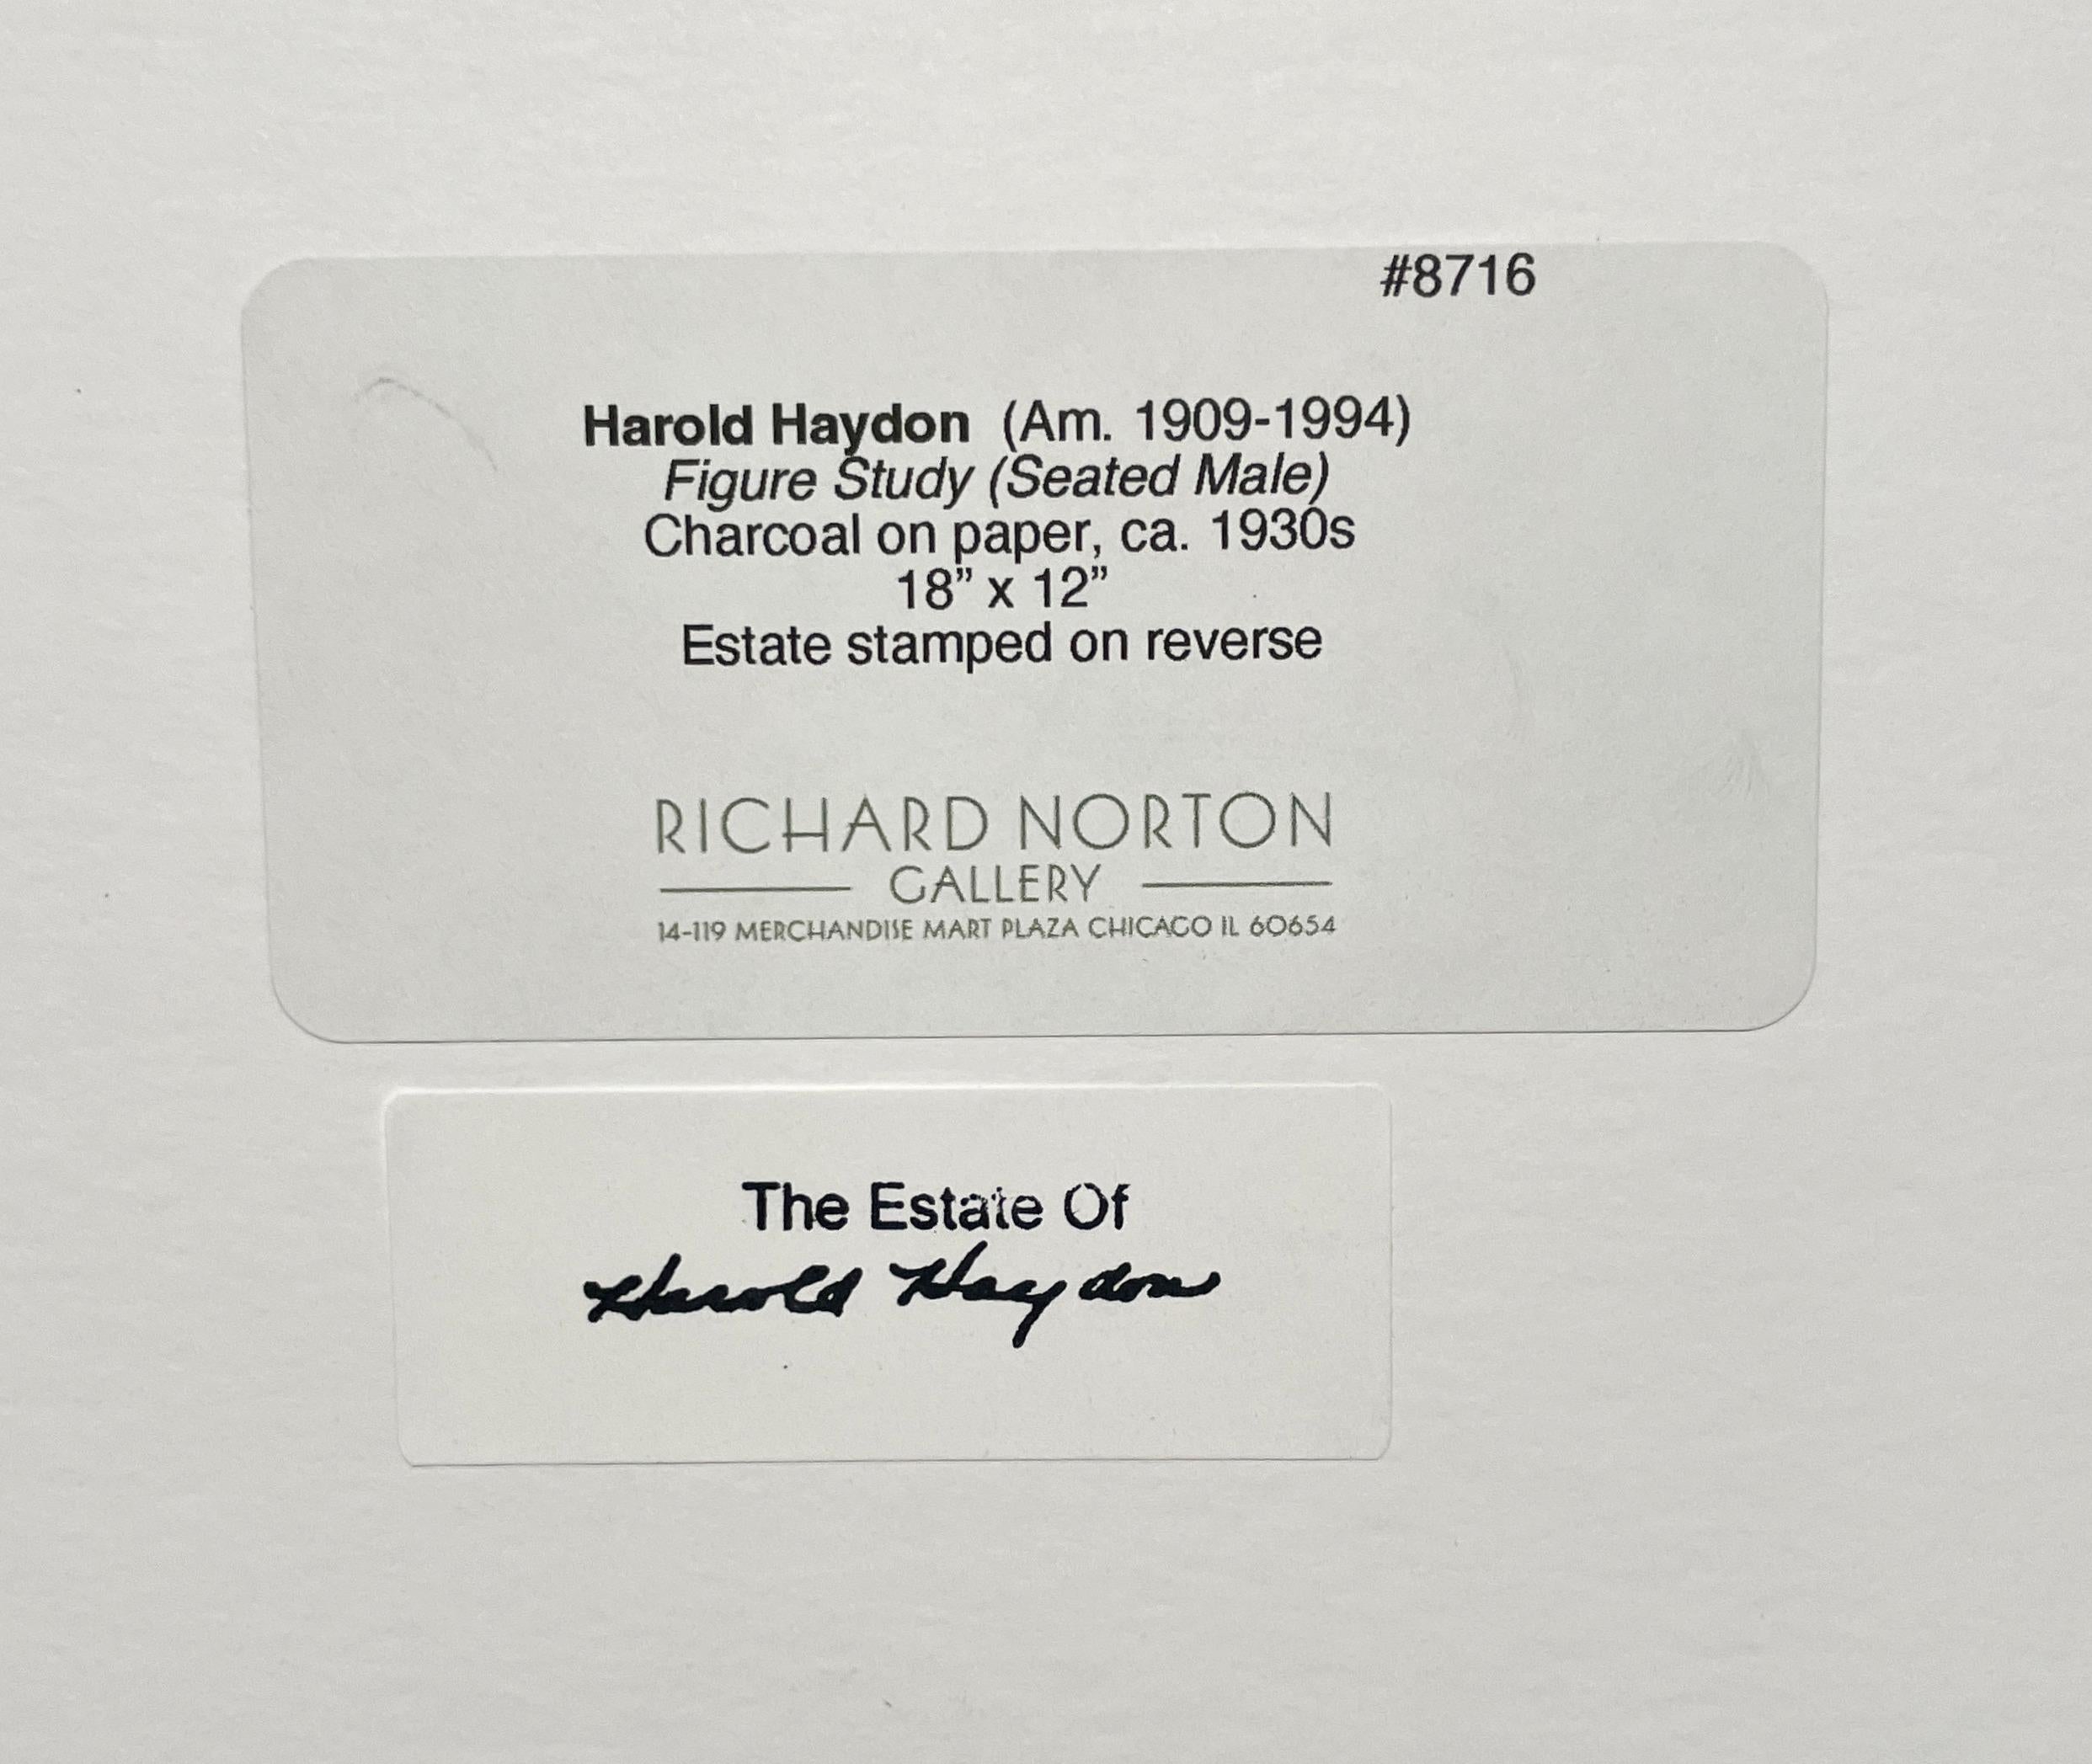 #8716
Harold Haydon (Am. 1909-1994)
Figure Study (Seated Male)
Charcoal on paper, ca. 1930s
18” x 12”
Estate stamped on reverse
RICHARD NORTON
GALLERY
14-119 MERCHANDISE MART PLAZA CHICAGO IL 60654
The Estate Of
Harold Haydon